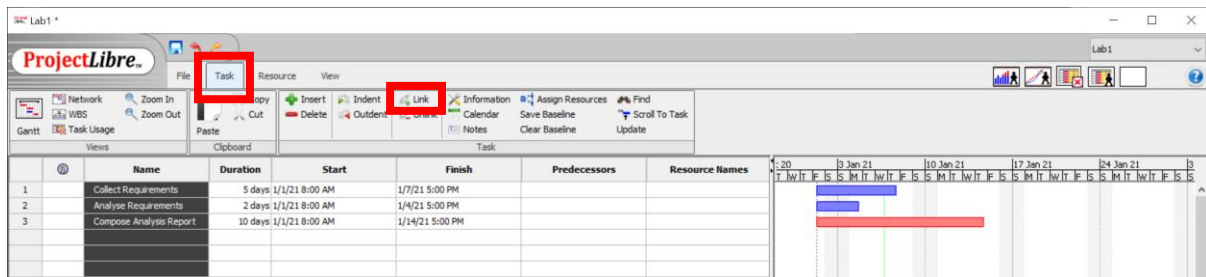 Lab1 *
ProjectLibre
Lab1
File Task Resource View
Network Zoom In Copy Insert Indent Link Information Assign Resources Find
WBS Zoom Out Cut Delete Outdent Unlink Calendar Save Baseline Scroll To Task
Gantt Task Usage Paste Notes Clear Baseline Update
Views Clipboard Task
Name Duration Start Finish Predecessors Resource Names
: 20 3 Jan 21 10 Jan 21 17 Jan 21 24 Jan 21 3
T W T F S S M T W T F S S M T W T F S S M T W T F S S M T W T F S S
1 Collect Requirements 5 days 1/1/21 8:00 AM 1/7/21 5:00 PM
2 Analyse Requirements 2 days 1/1/21 8:00 AM 1/4/21 5:00 PM
3 Compose Analysis Report 10 days 1/1/21 8:00 AM 1/14/21 5:00 PM